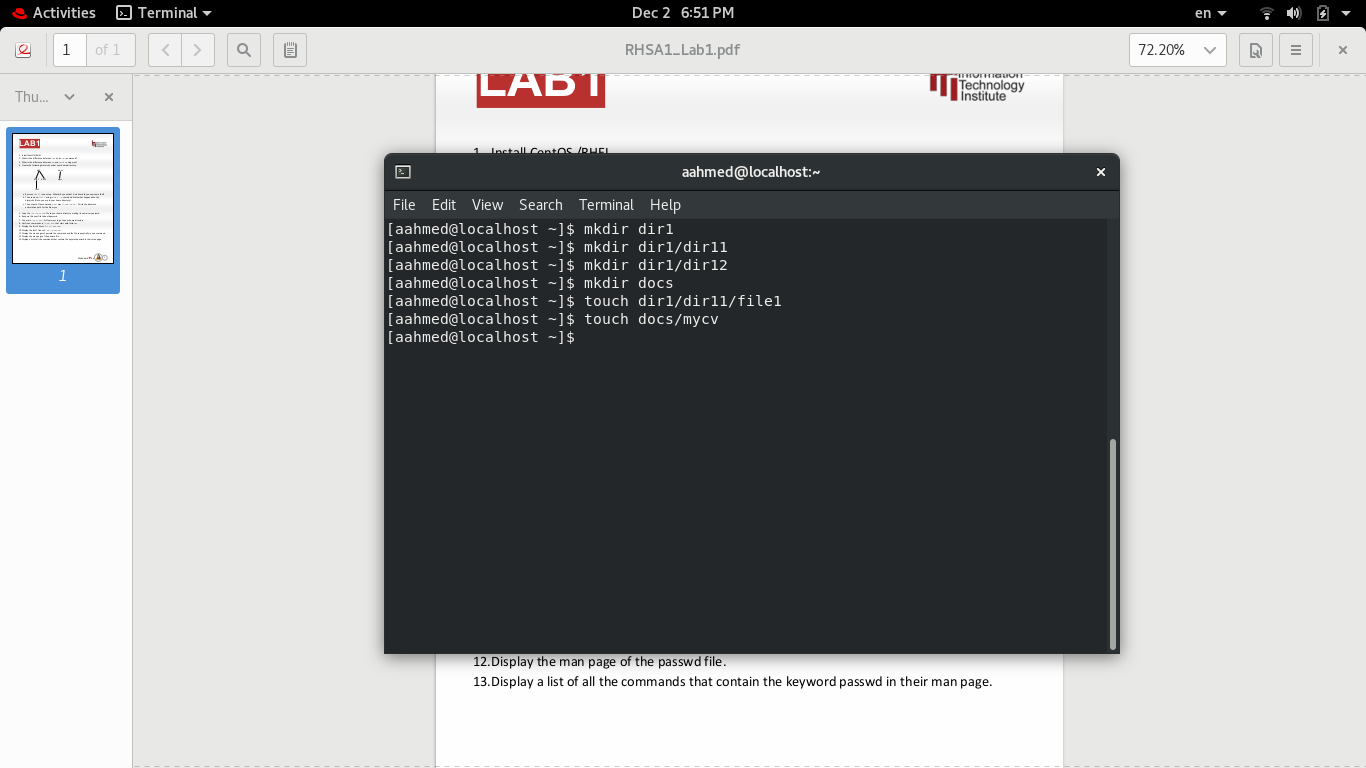 Activities Terminal Dec 2 6:51 PM en
1 of 1 RHSA1_Lab1.pdf 72.20%
Thu...
LAB1
Information
Technology
Institute
LAB1
1
1. Install CentOS /RHEL
aahmed@localhost:~
File Edit View Search Terminal Help
[aahmed@localhost ~]$ mkdir dir1
[aahmed@localhost ~]$ mkdir dir1/dir11
[aahmed@localhost ~]$ mkdir dir1/dir12
[aahmed@localhost ~]$ mkdir docs
[aahmed@localhost ~]$ touch dir1/dir11/file1
[aahmed@localhost ~]$ touch docs/mycv
[aahmed@localhost ~]$
12.Display the man page of the passwd file.
13.Display a list of all the commands that contain the keyword passwd in their man page.